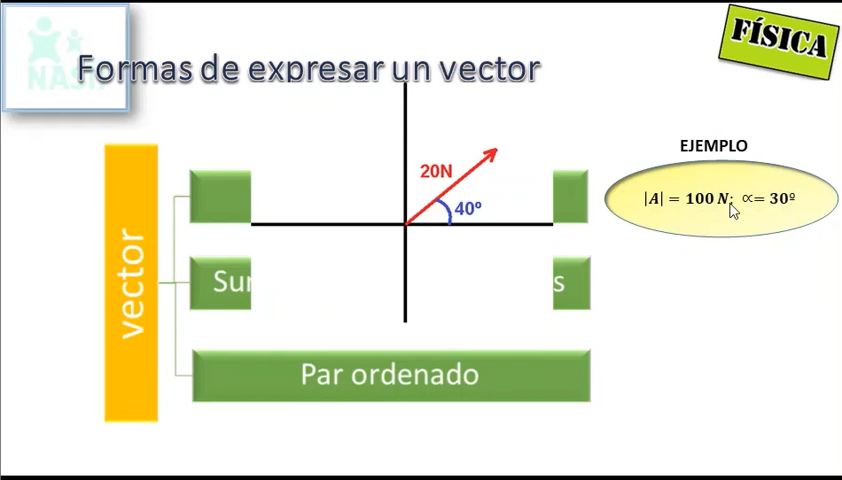 FÍSICA
Formas de expresar un vector
EJEMPLO
|A| = 100 N; ∝= 30º
20N
40º
vector
Par ordenado